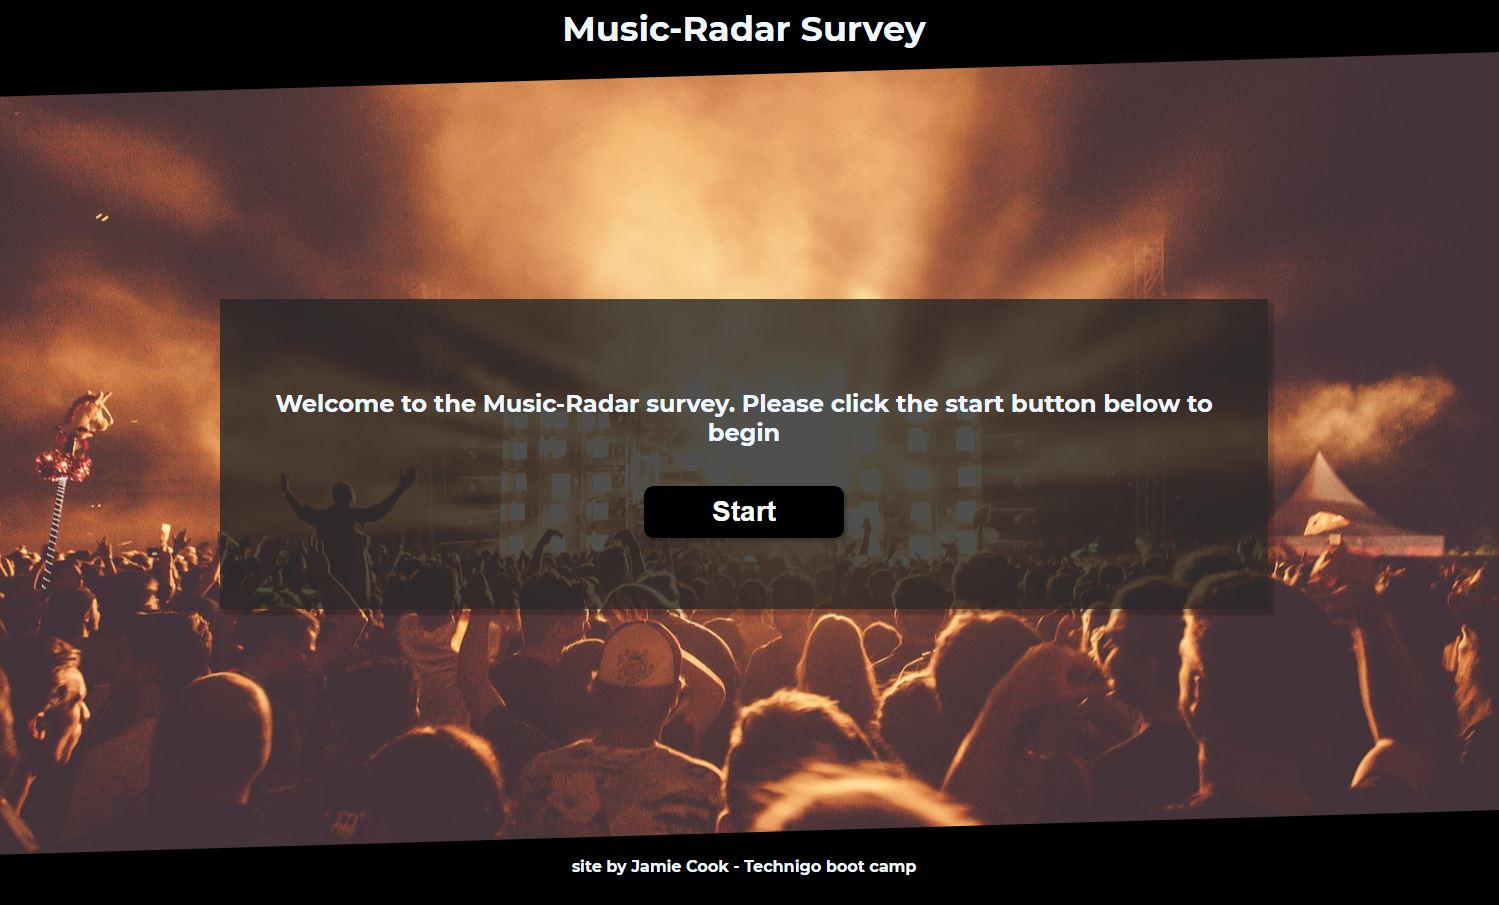 Music-Radar Survey
Welcome to the Music-Radar survey. Please click the start button below to
begin
Start
site by Jamie Cook - Technigo boot camp